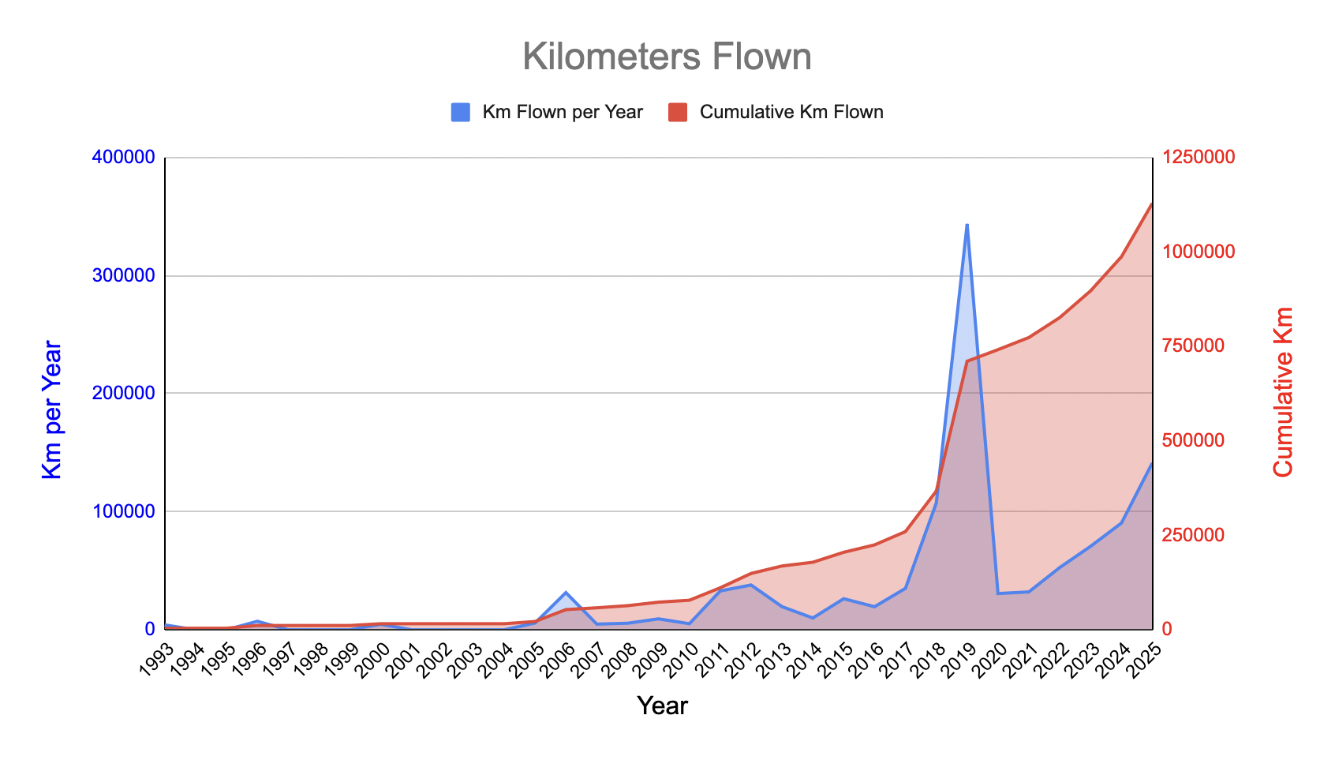 Kilometers Flown
Km Flown per Year Cumulative Km Flown
400000 1250000
300000 1000000
200000 750000
100000 500000
0 250000
0
Km per Year
Cumulative Km
1993 1994 1995 1996 1997 1998 1999 2000 2001 2002 2003 2004 2005 2006 2007 2008 2009 2010 2011 2012 2013 2014 2015 2016 2017 2018 2019 2020 2021 2022 2023 2024 2025
Year